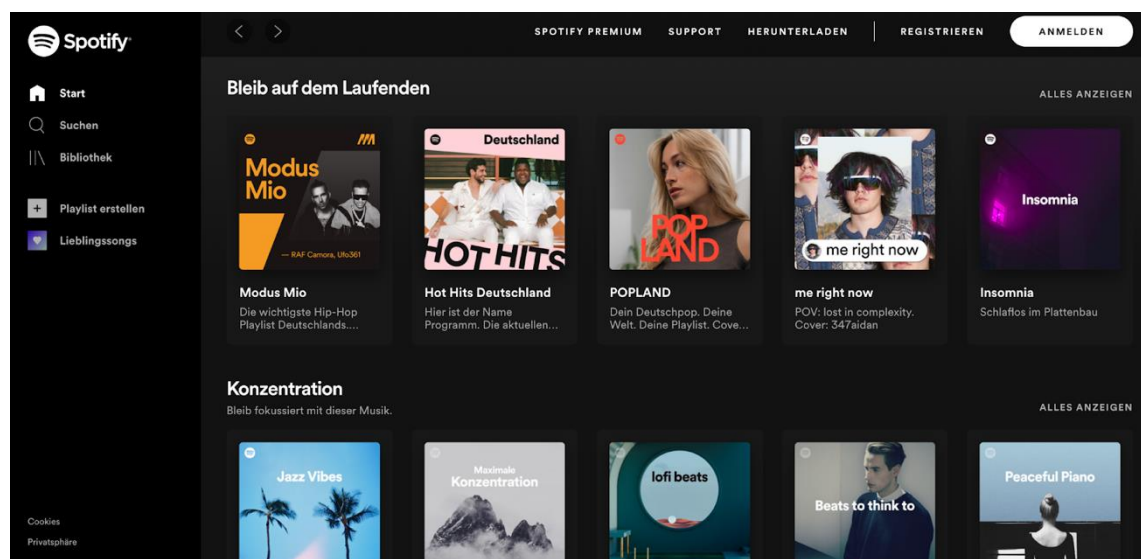 Spotify
SPOTIFY PREMIUM SUPPORT HERUNTERLADEN REGISTRIEREN ANMELDEN
Start
Suchen
Bibliothek
Playlist erstellen
Lieblingssongs
Cookies
Privatsphäre
Bleib auf dem Laufenden
ALLES ANZEIGEN
Modus
Mio
— RAF Camora, Ufo361
Modus Mio
Die wichtigste Hip-Hop
Playlist Deutschlands....
Deutschland
HOT HITS
Hot Hits Deutschland
Hier ist der Name
Programm. Die aktuellen...
POP
LAND
POPLAND
Dein Deutschpop. Deine
Welt. Deine Playlist. Cove...
me right now
me right now
POV: lost in complexity.
Cover: 347aidan
Insomnia
Insomnia
Schlaflos im Plattenbau
Konzentration
Bleib fokussiert mit dieser Musik.
ALLES ANZEIGEN
Jazz Vibes
Maximale
Konzentration
lofi beats
Beats to think to
Peaceful Piano